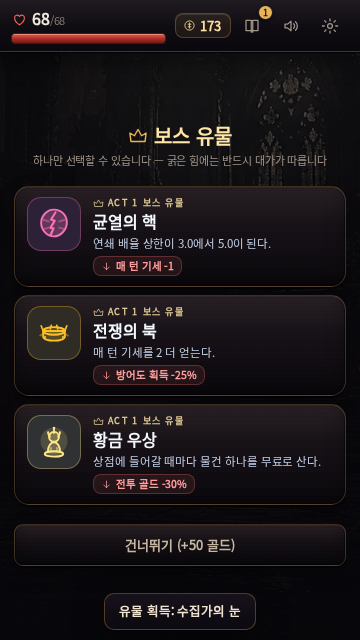 68/68
173
1
보스 유물
하나만 선택할 수 있습니다 — 굵은 힘에는 반드시 대가가 따릅니다
ACT 1 보스 유물
균열의 핵
연쇄 배율 상한이 3.0에서 5.0이 된다.
↓ 매 턴 기세 -1
ACT 1 보스 유물
전쟁의 북
매 턴 기세를 2 더 얻는다.
↓ 방어도 획득 -25%
ACT 1 보스 유물
황금 우상
상점에 들어갈 때마다 물건 하나를 무료로 산다.
↓ 전투 골드 -30%
건너뛰기 (+50 골드)
유물 획득: 수집가의 눈